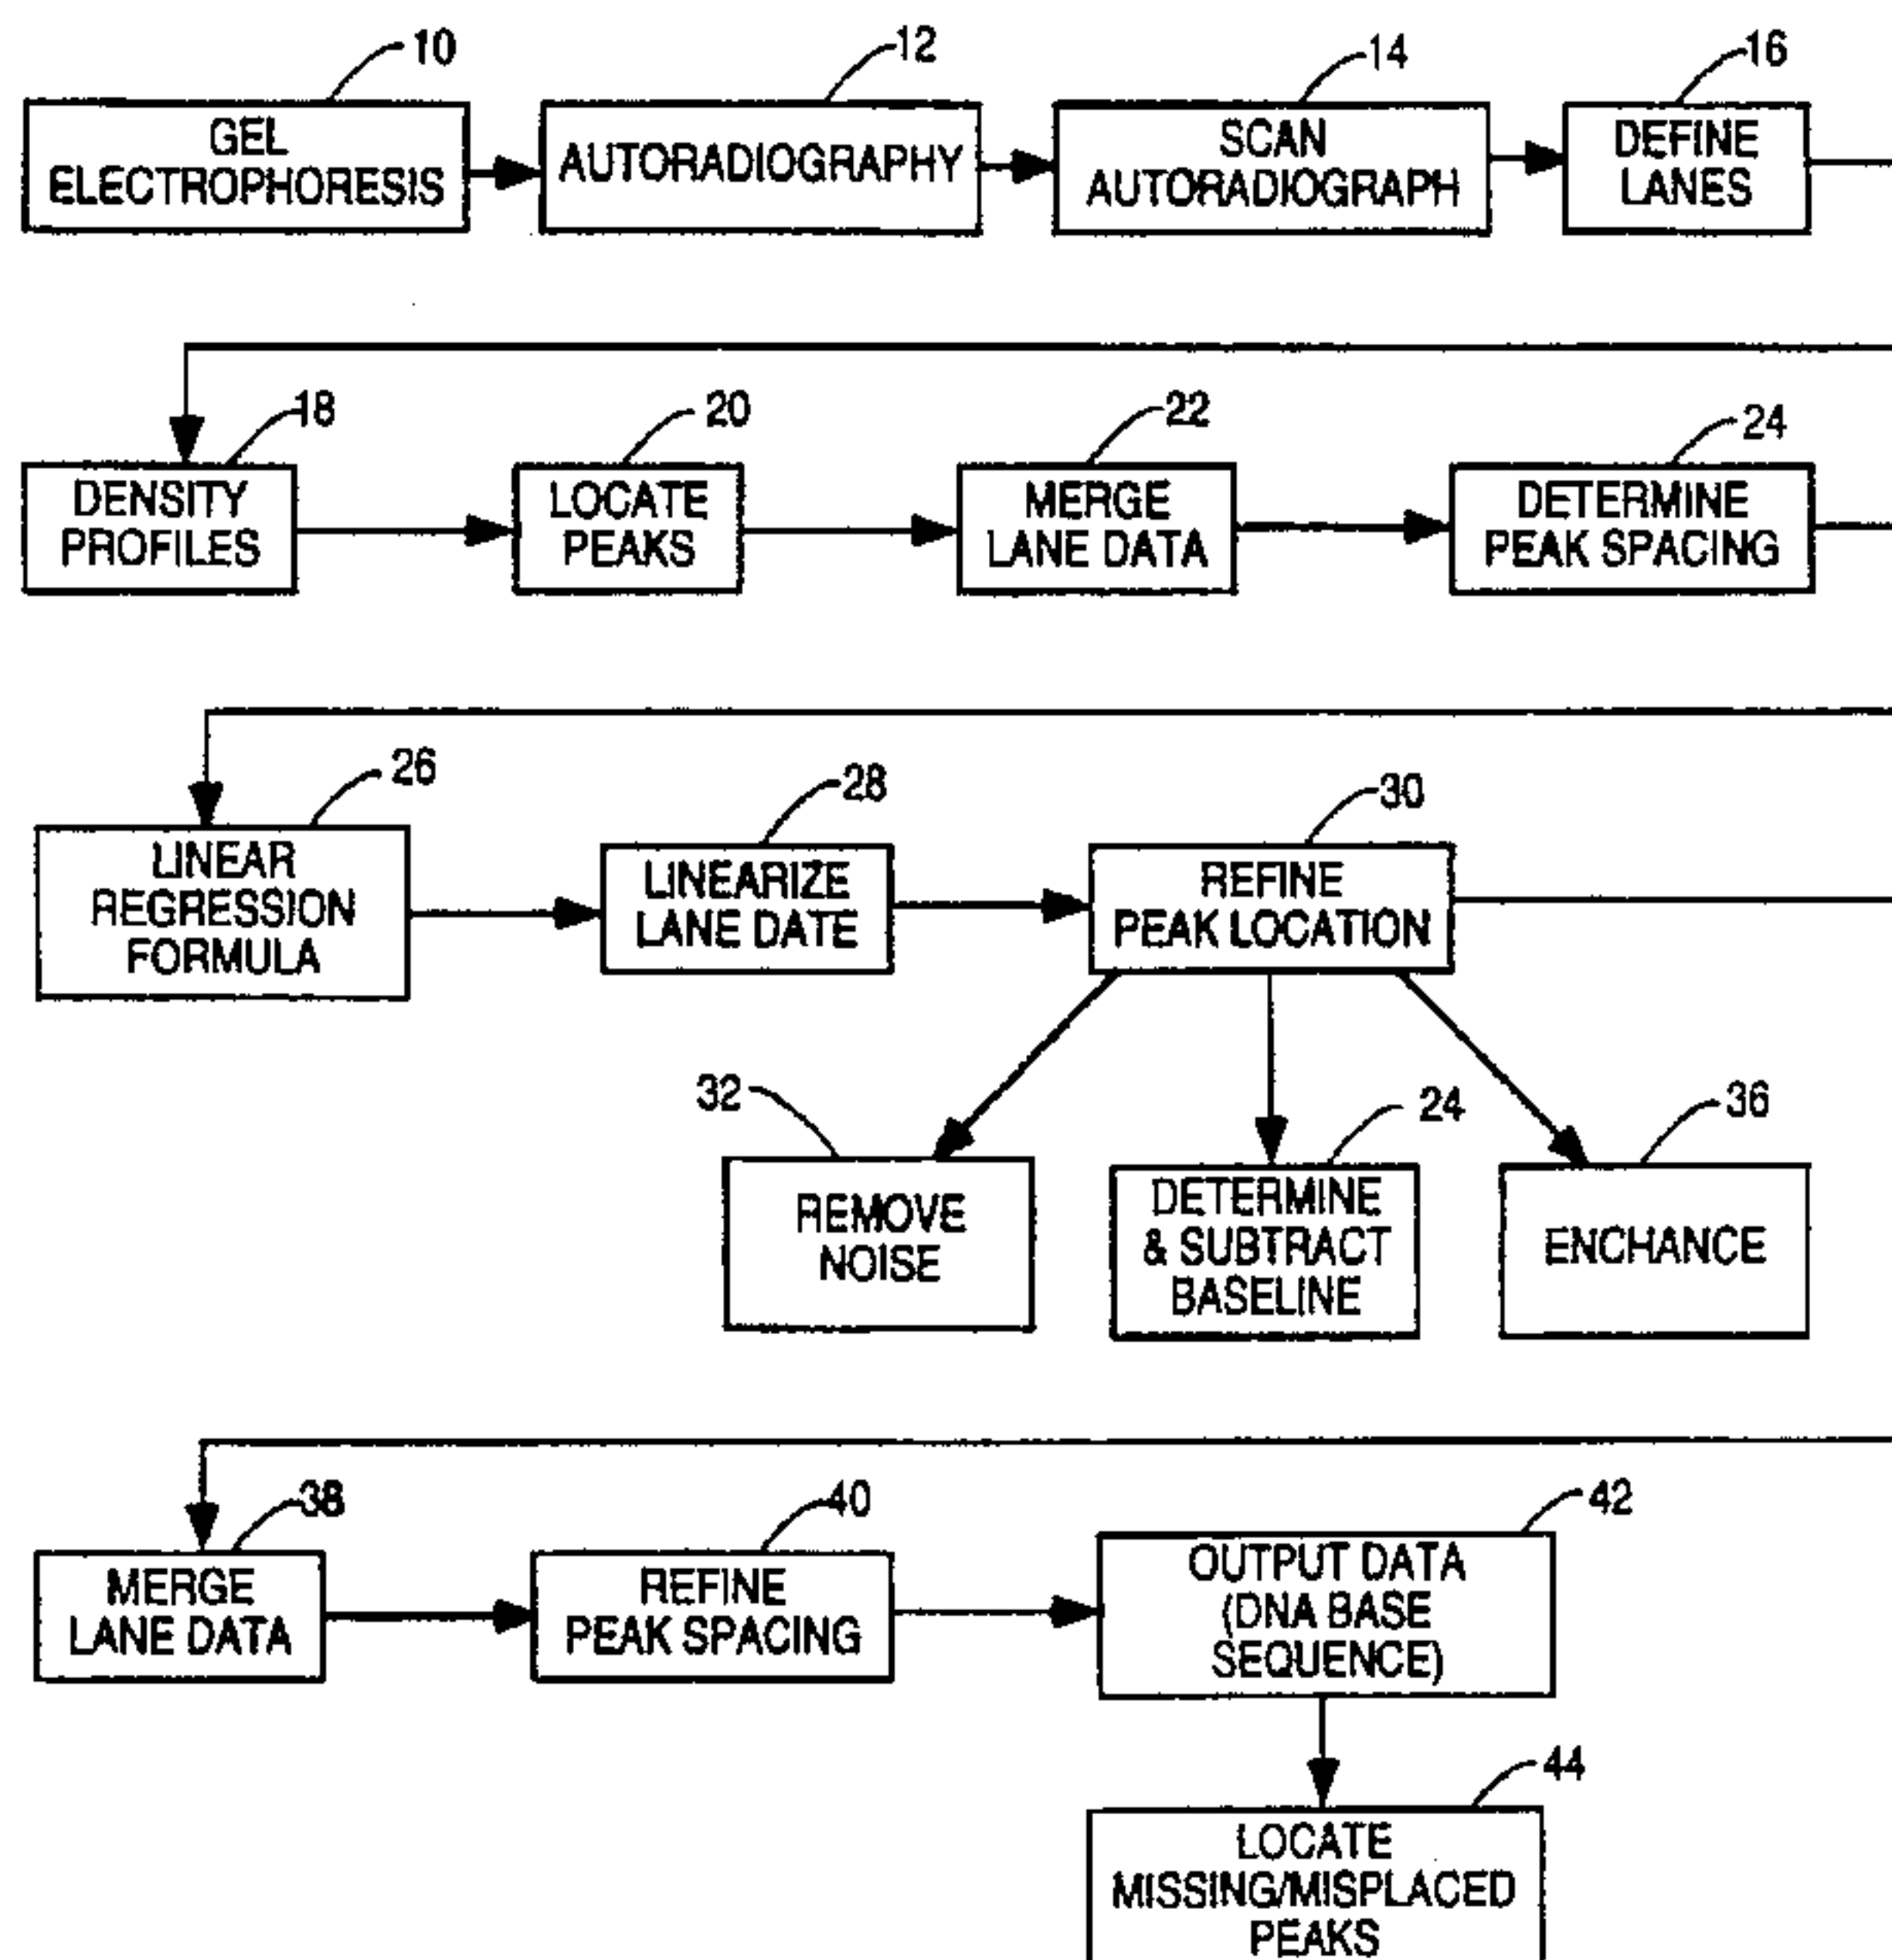 10
12
14
16
GEL
ELECTROPHORESIS
AUTORADIOGRAPHY
SCAN
AUTORADIOGRAPH
DEFINE
LANES
18
20
22
24
DENSITY
PROFILES
LOCATE
PEAKS
MERGE
LANE DATA
DETERMINE
PEAK SPACING
26
28
30
LINEAR
REGRESSION
FORMULA
LINEARIZE
LANE DATE
REFINE
PEAK LOCATION
32
24
36
REMOVE
NOISE
DETERMINE
& SUBTRACT
BASELINE
ENCHANCE
38
40
42
MERGE
LANE DATA
REFINE
PEAK SPACING
OUTPUT DATA
(DNA BASE
SEQUENCE)
44
LOCATE
MISSING/MISPLACED
PEAKS